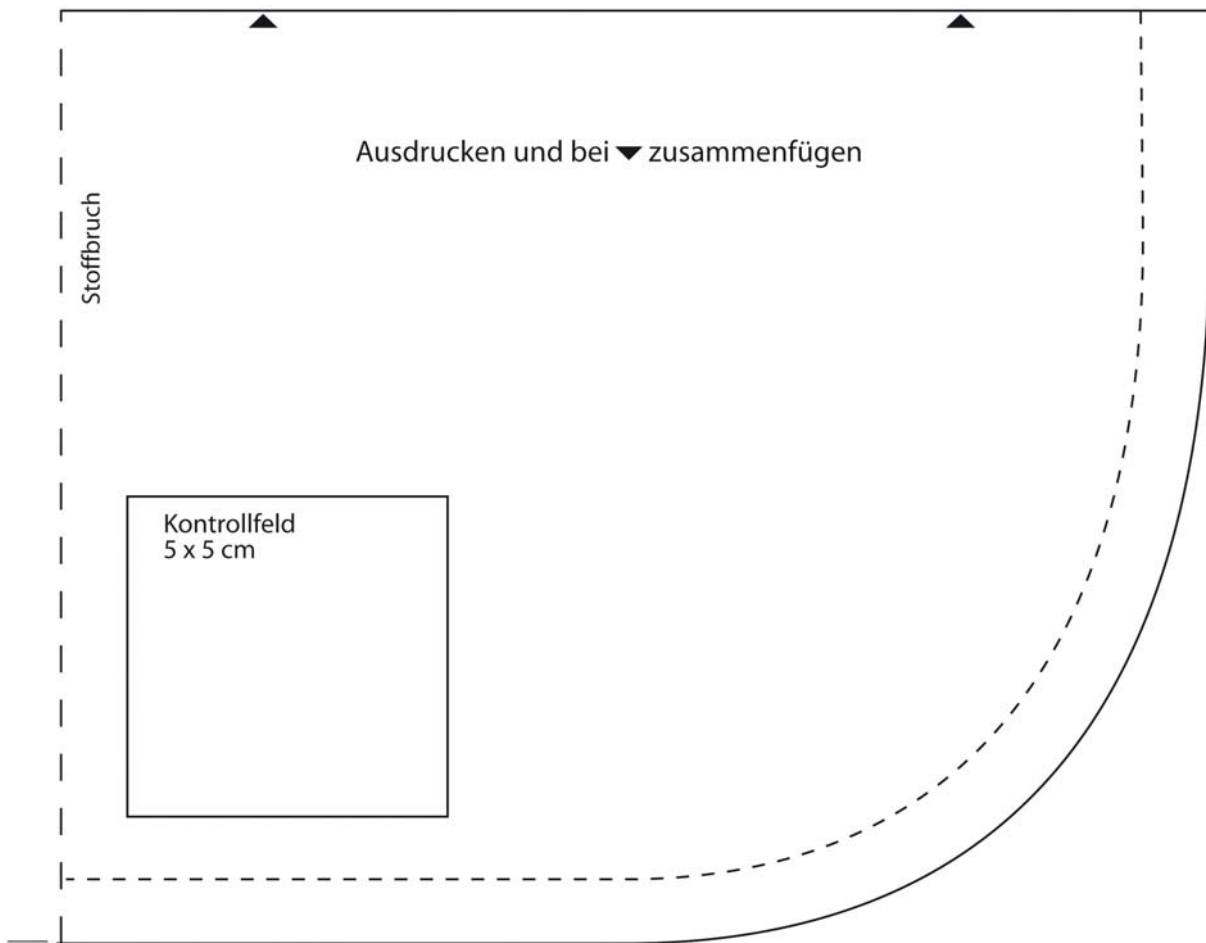 Ausdrucken und bei ▼ zusammenfügen
Stoffbruch
Kontrollfeld
5 x 5 cm